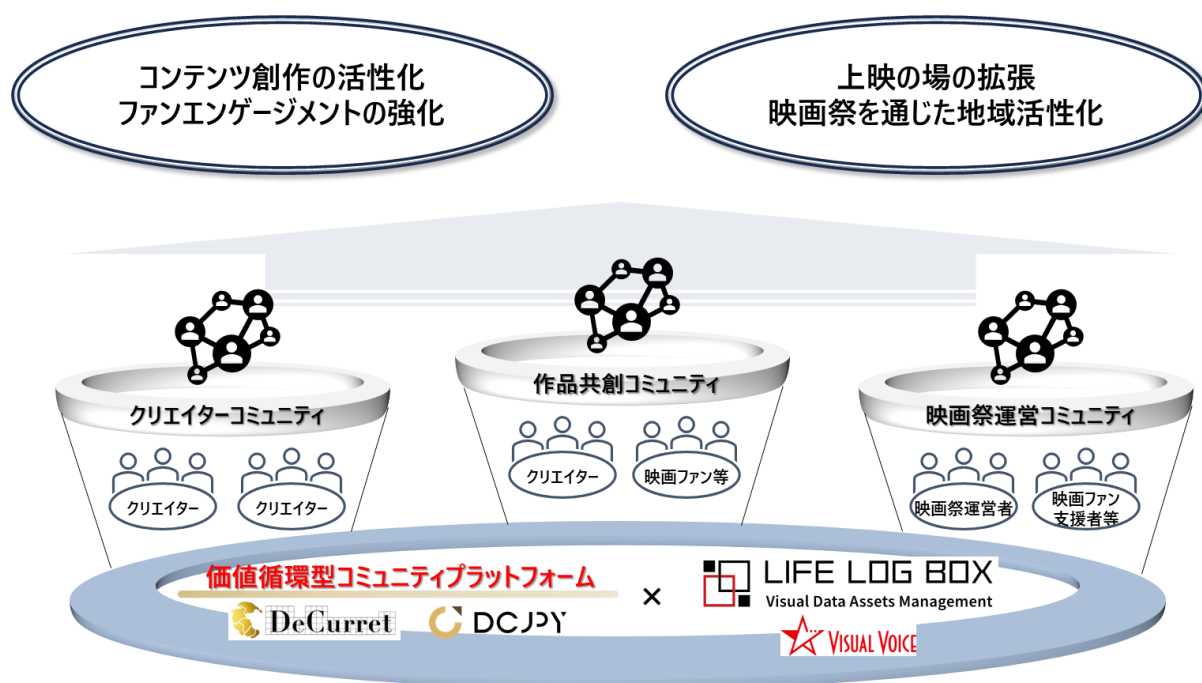 コンテンツ創作の活性化
ファンエンゲージメントの強化
上映の場の拡張
映画祭を通じた地域活性化
クリエイターコミュニティ
クリエイター
クリエイター
作品共創コミュニティ
クリエイター
映画ファン等
映画祭運営コミュニティ
映画祭運営者
映画ファン
支援者等
価値循環型コミュニティプラットフォーム
DeCurret
DCJPY
×
LIFE LOG BOX
Visual Data Assets Management
VISUAL VOICE